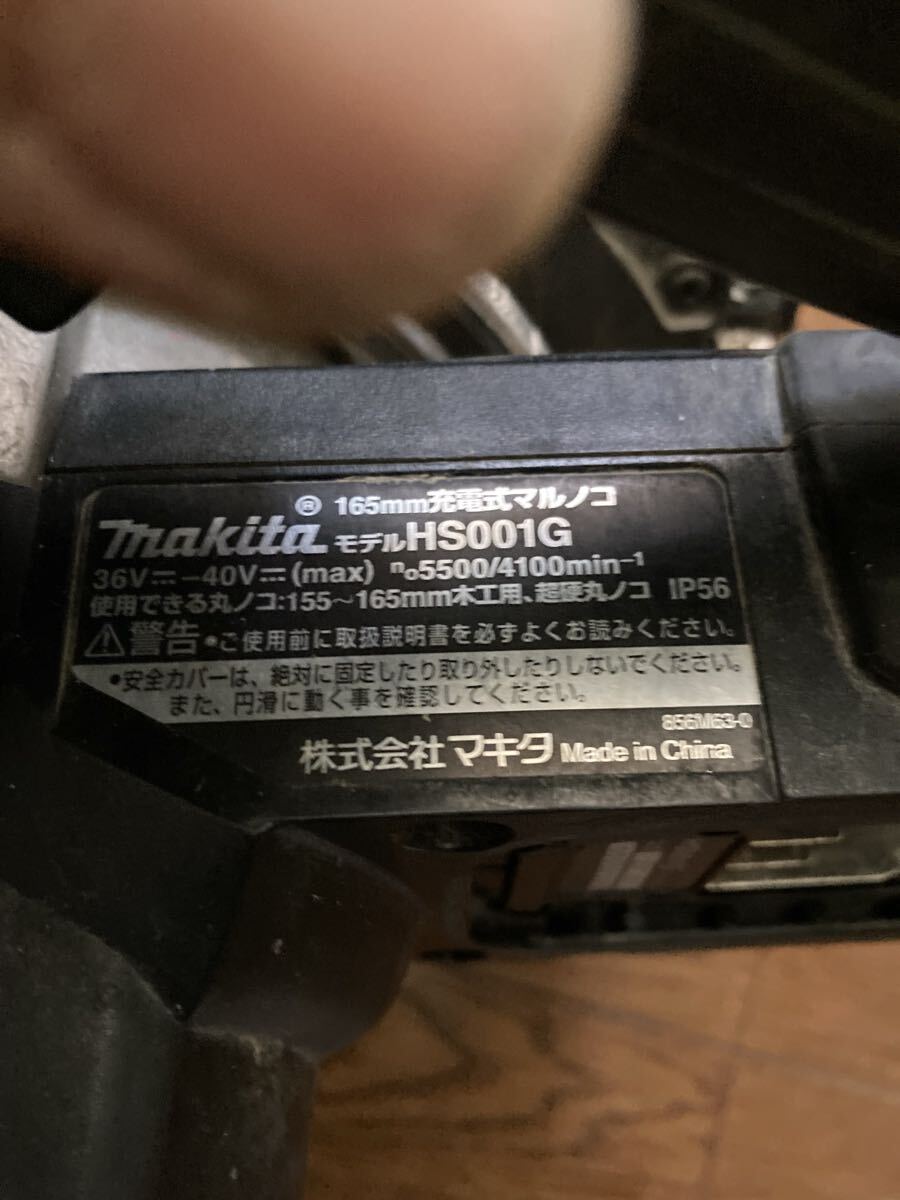 ® 165mm充電式マルノコ
makita モデルHS001G
36V⎓-40V⎓(max) no5500/4100min-1
使用できる丸ノコ:155～165mm木工用、超硬丸ノコ IP56
⚠警告 •ご使用前に取扱説明書を必ずよくお読みください。
•安全カバーは、絶対に固定したり取り外したりしないでください。
また、円滑に動く事を確認してください。
856M63-0
株式会社マキタ Made in China